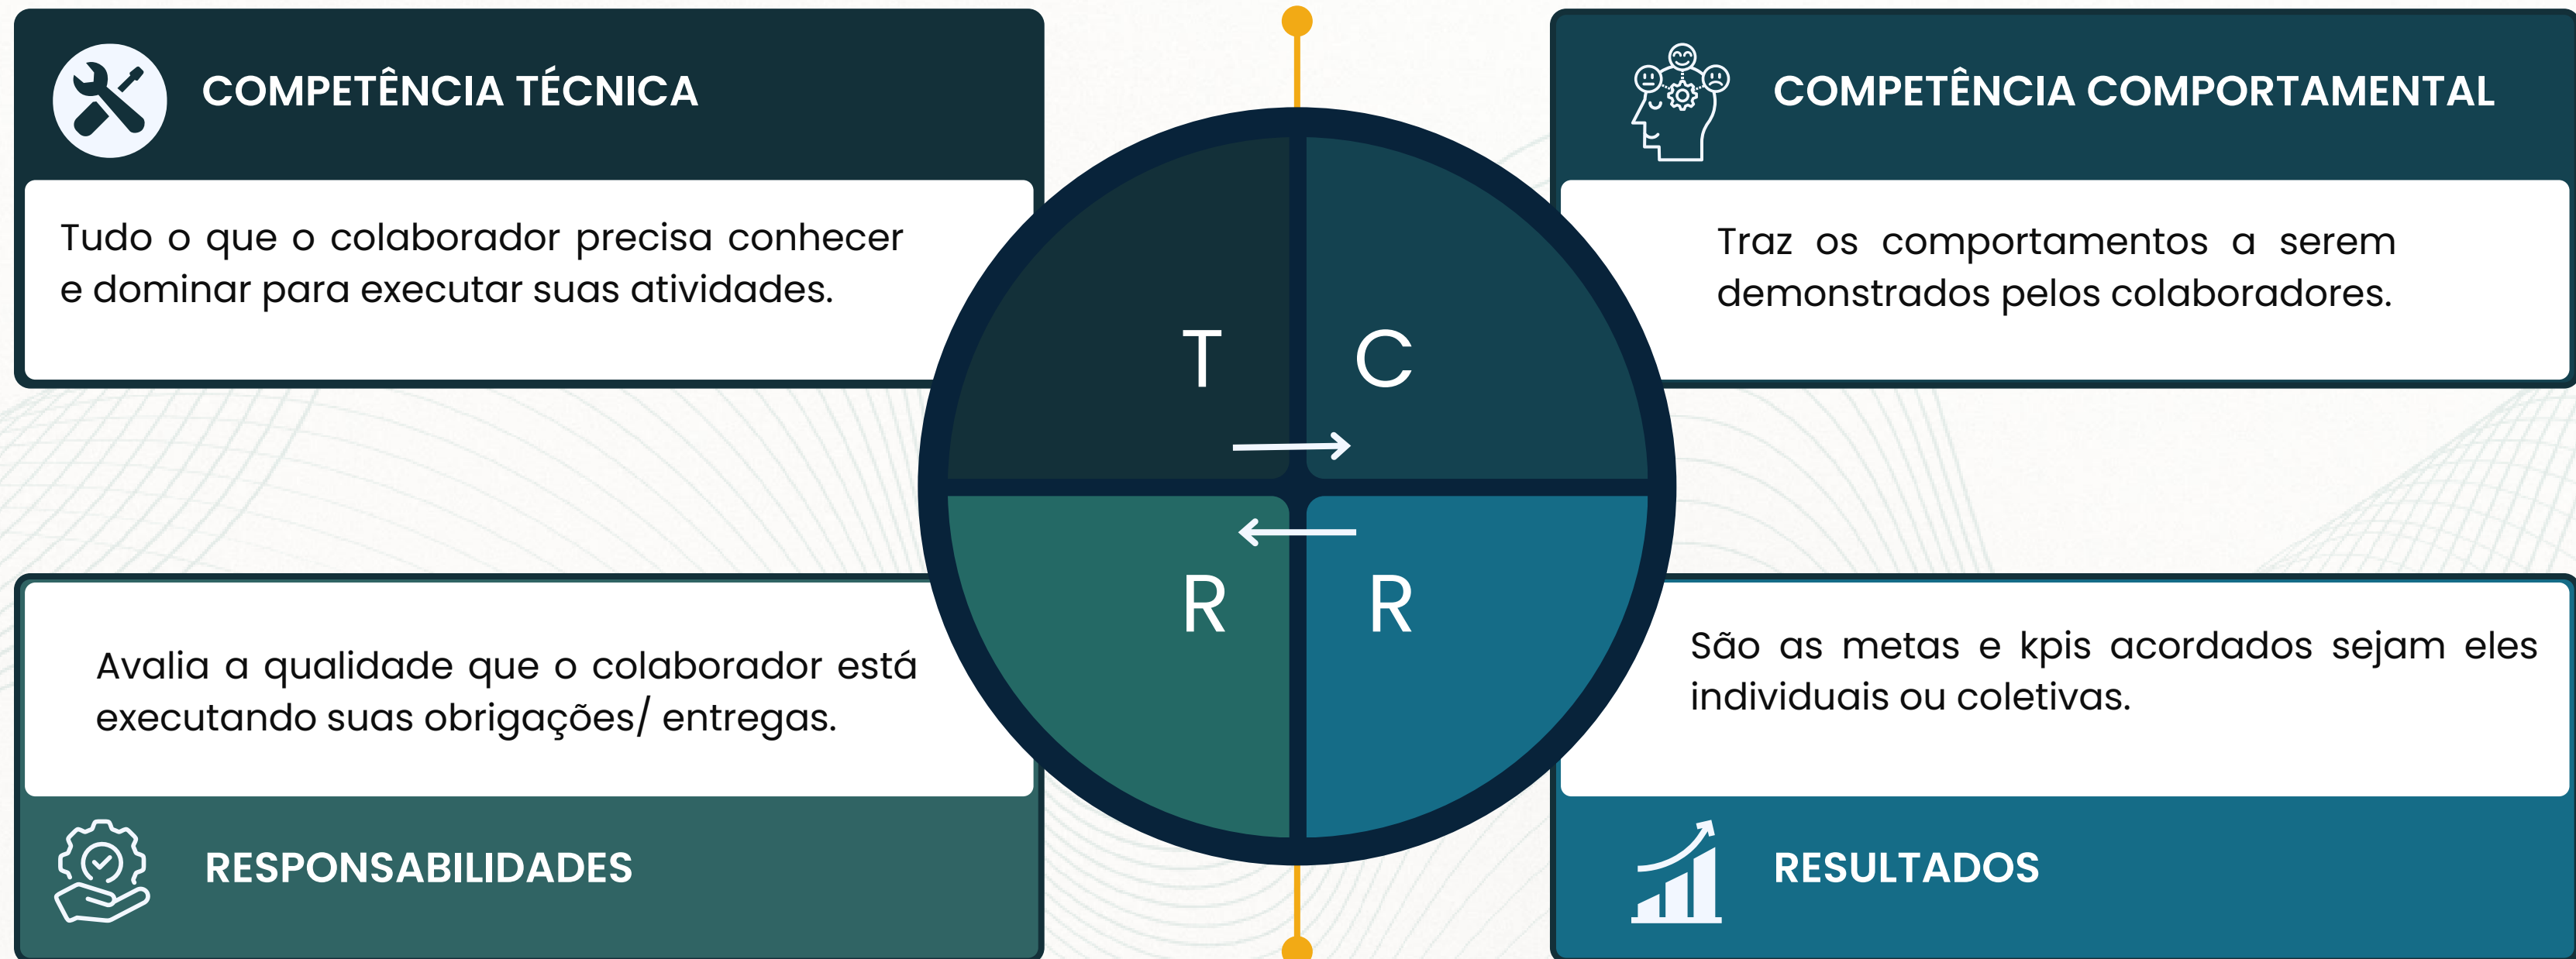 COMPETÊNCIA TÉCNICA
Tudo o que o colaborador precisa conhecer
e dominar para executar suas atividades.
COMPETÊNCIA COMPORTAMENTAL
Traz os comportamentos a serem
demonstrados pelos colaboradores.
T
C
R
R
Avalia a qualidade que o colaborador está
executando suas obrigações/ entregas.
RESPONSABILIDADES
São as metas e kpis acordados sejam eles
individuais ou coletivas.
RESULTADOS